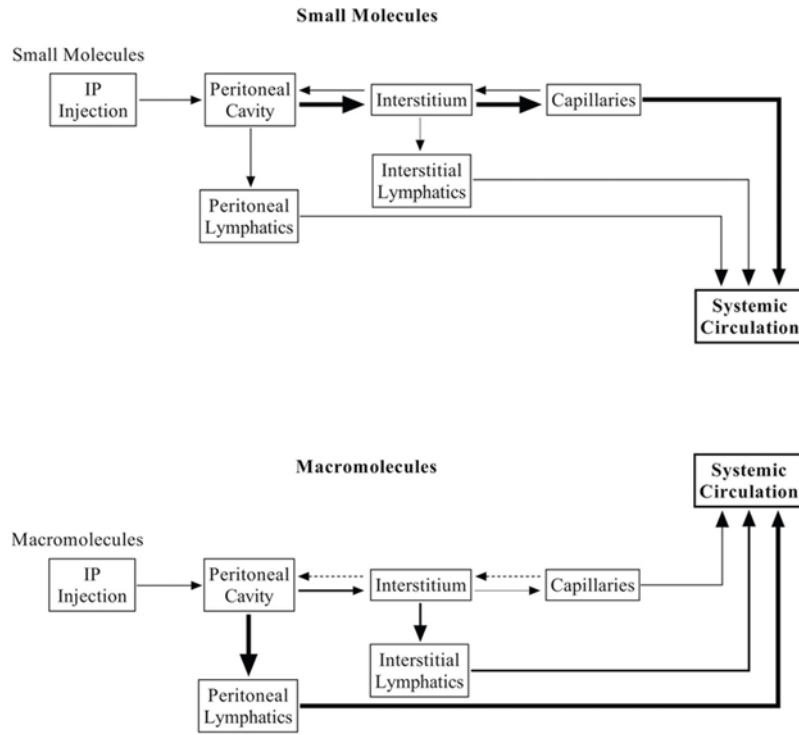 Small Molecules
Small Molecules
IP
Injection
Peritoneal
Cavity
Interstitium
Capillaries
Interstitial
Lymphatics
Peritoneal
Lymphatics
Systemic
Circulation
Macromolecules
Systemic
Circulation
Macromolecules
IP
Injection
Peritoneal
Cavity
Interstitium
Capillaries
Interstitial
Lymphatics
Peritoneal
Lymphatics